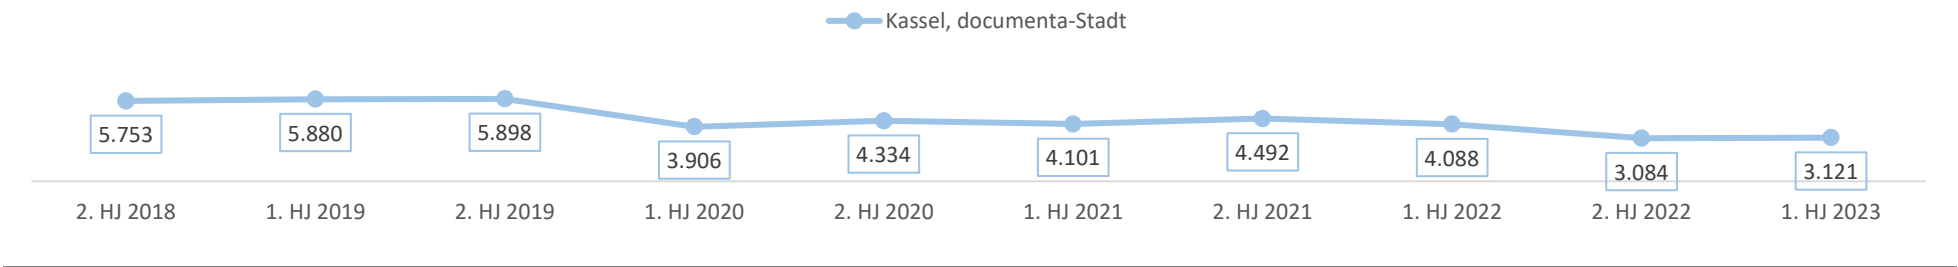 Kassel, documenta-Stadt
5.753 5.880 5.898 3.906 4.334 4.101 4.492 4.088 3.084 3.121
2. HJ 2018 1. HJ 2019 2. HJ 2019 1. HJ 2020 2. HJ 2020 1. HJ 2021 2. HJ 2021 1. HJ 2022 2. HJ 2022 1. HJ 2023